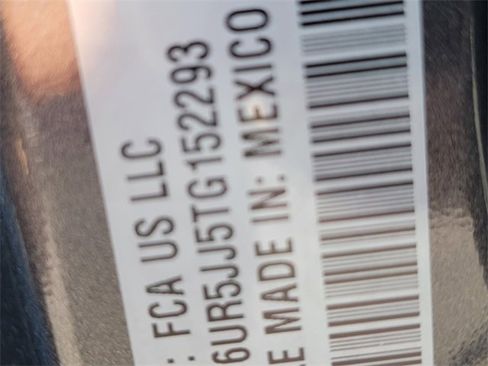 : FCA US LLC
6UR5JJ5TG152293
E MADE IN: MEXICO